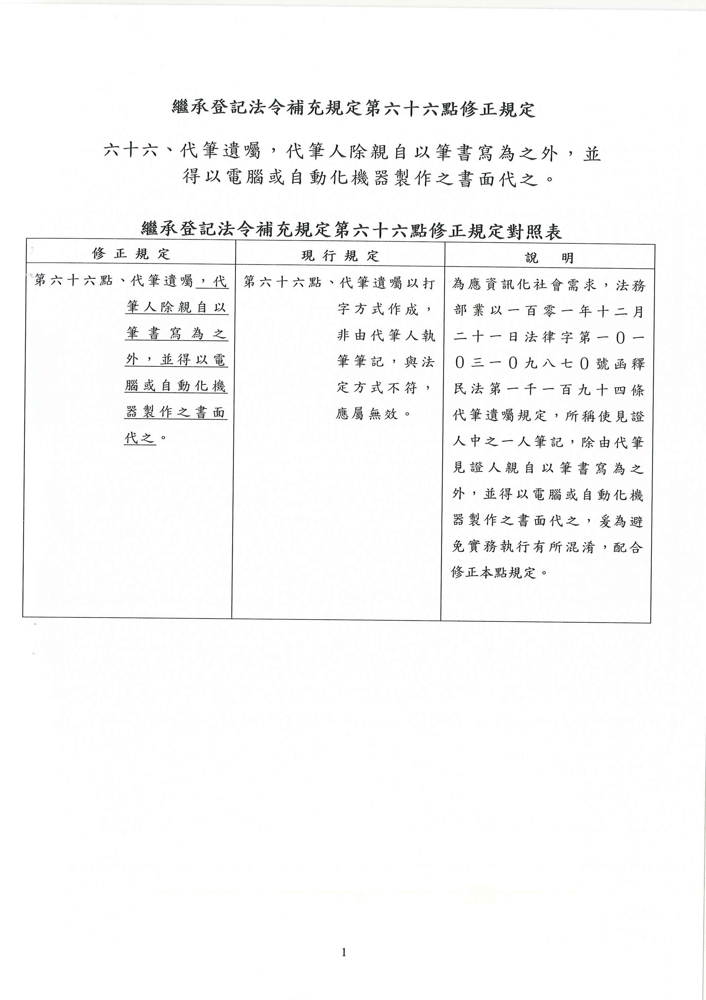 繼承登記法令補充規定第六十六點修正規定
六十六、代筆遺囑，代筆人除親自以筆書寫為之外，並
得以電腦或自動化機器製作之書面代之。
繼承登記法令補充規定第六十六點修正規定對照表
修正規定
現行規定
說　明
第六十六點、代筆遺囑，代
筆人除親自以
筆書寫為之
外，並得以電
腦或自動化機
器製作之書面
代之。
第六十六點、代筆遺囑以打
字方式作成，
非由代筆人執
筆筆記，與法
定方式不符，
應屬無效。
為應資訊化社會需求，法務
部業以一百零一年十二月
二十一日法律字第一0一
0三一0九八七0號函釋
民法第一千一百九十四條
代筆遺囑規定，所稱使見證
人中之一人筆記，除由代筆
見證人親自以筆書寫為之
外，並得以電腦或自動化機
器製作之書面代之，爰為避
免實務執行有所混淆，配合
修正本點規定。
1